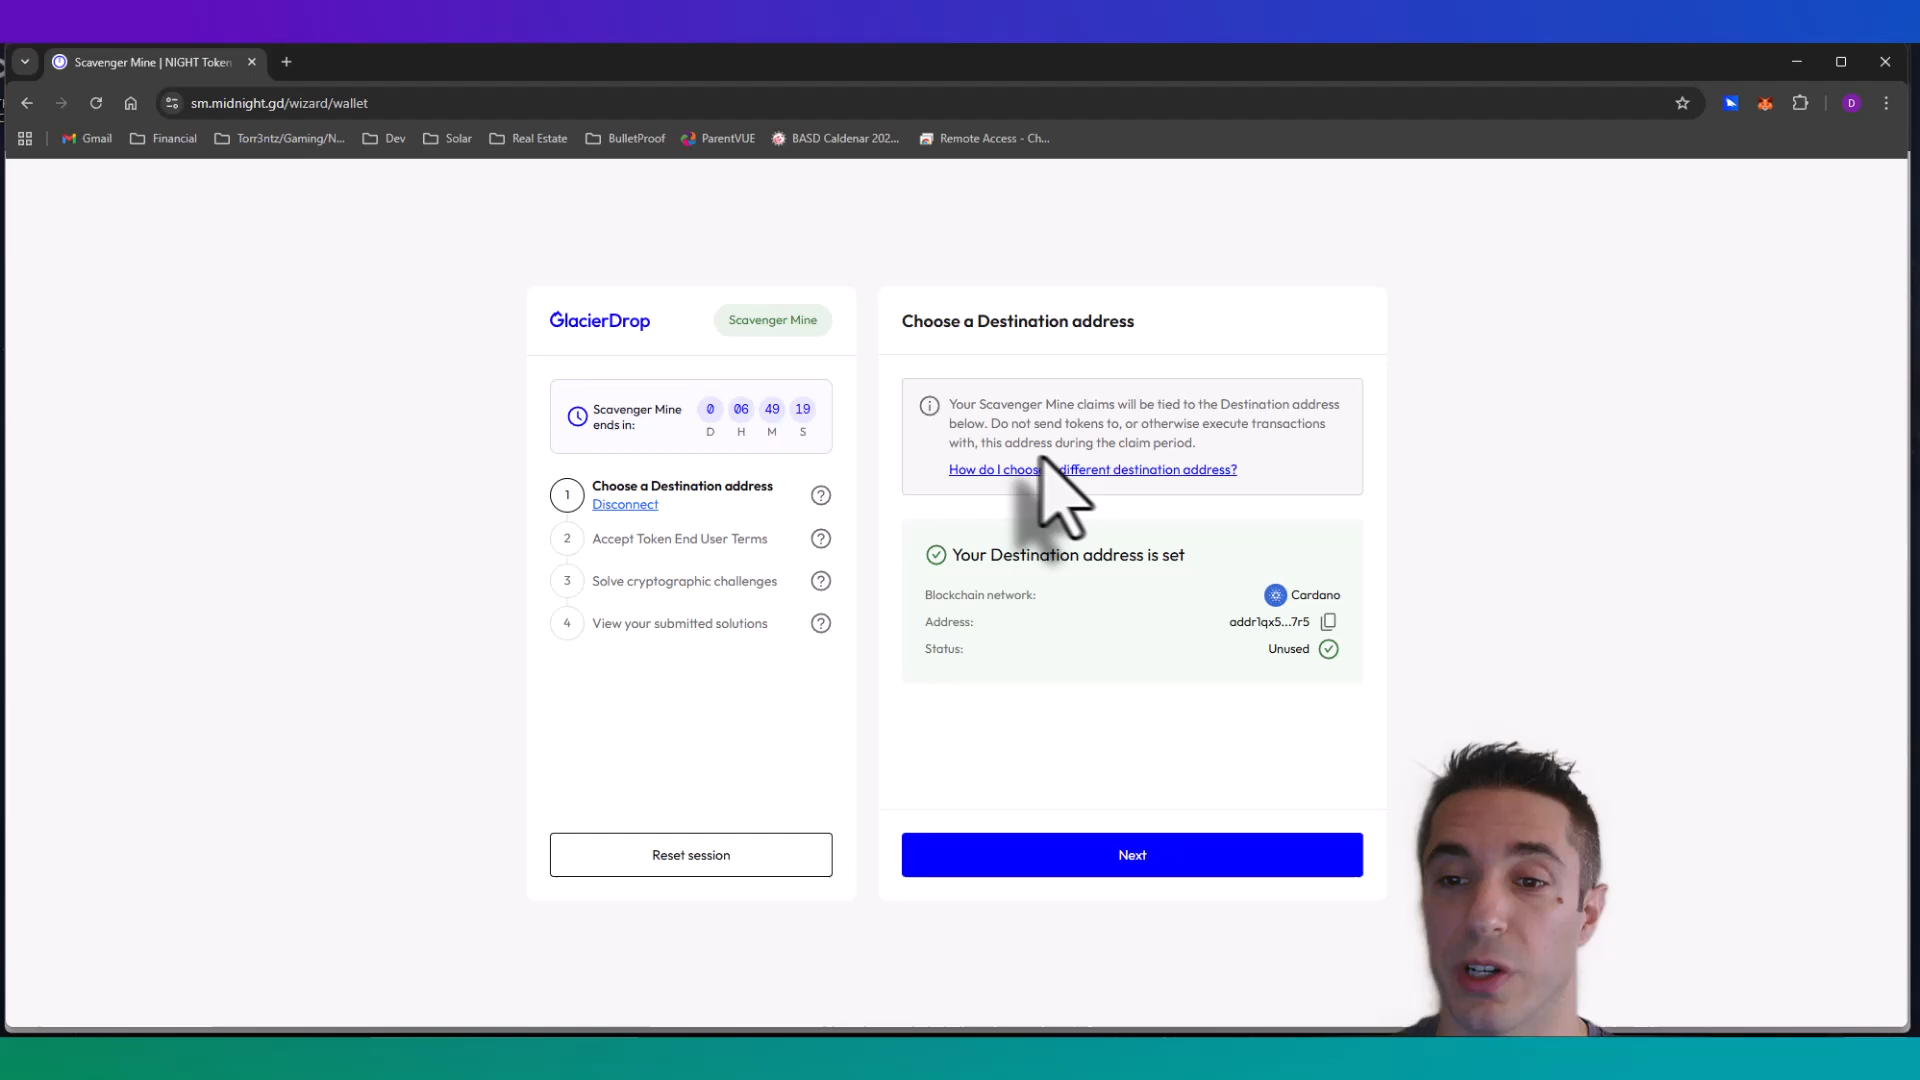 Scavenger Mine | NIGHT Token
sm.midnight.gd/wizard/wallet
D
Gmail
Financial
Torr3ntz/Gaming/N...
Dev
Solar
Real Estate
BulletProof
ParentVUE
BASD Caldenar 202...
Remote Access - Ch...
GlacierDrop
Scavenger Mine
Scavenger Mine
ends in:
0 06 49 19
D H M S
1
Choose a Destination address
Disconnect
2
Accept Token End User Terms
3
Solve cryptographic challenges
4
View your submitted solutions
Reset session
Choose a Destination address
Your Scavenger Mine claims will be tied to the Destination address
below. Do not send tokens to, or otherwise execute transactions
with, this address during the claim period.
How do I choose different destination address?
Your Destination address is set
Blockchain network:
Cardano
Address:
addr1qx5...7r5
Status:
Unused
Next